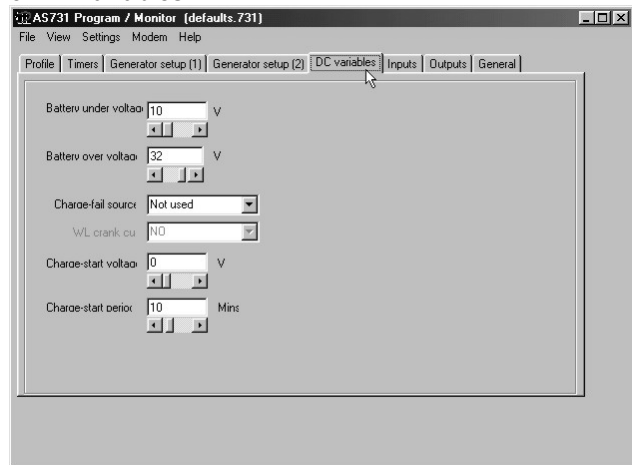 AS731 Program / Monitor (defaults.731)
File View Settings Modem Help
Profile Timers Generator setup (1) Generator setup (2) DC variables Inputs Outputs General
Battery under voltag 10 V
Battery over voltag 32 V
Charge-fail source Not used
WL crank cu NO
Charge-start voltag 0 V
Charge-start perioc 10 Mins